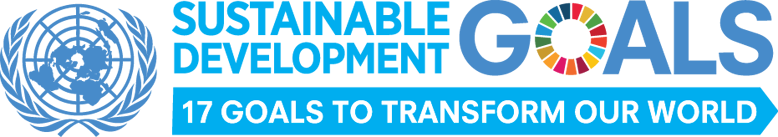 SUSTAINABLE
DEVELOPMENT GOALS
17 GOALS TO TRANSFORM OUR WORLD